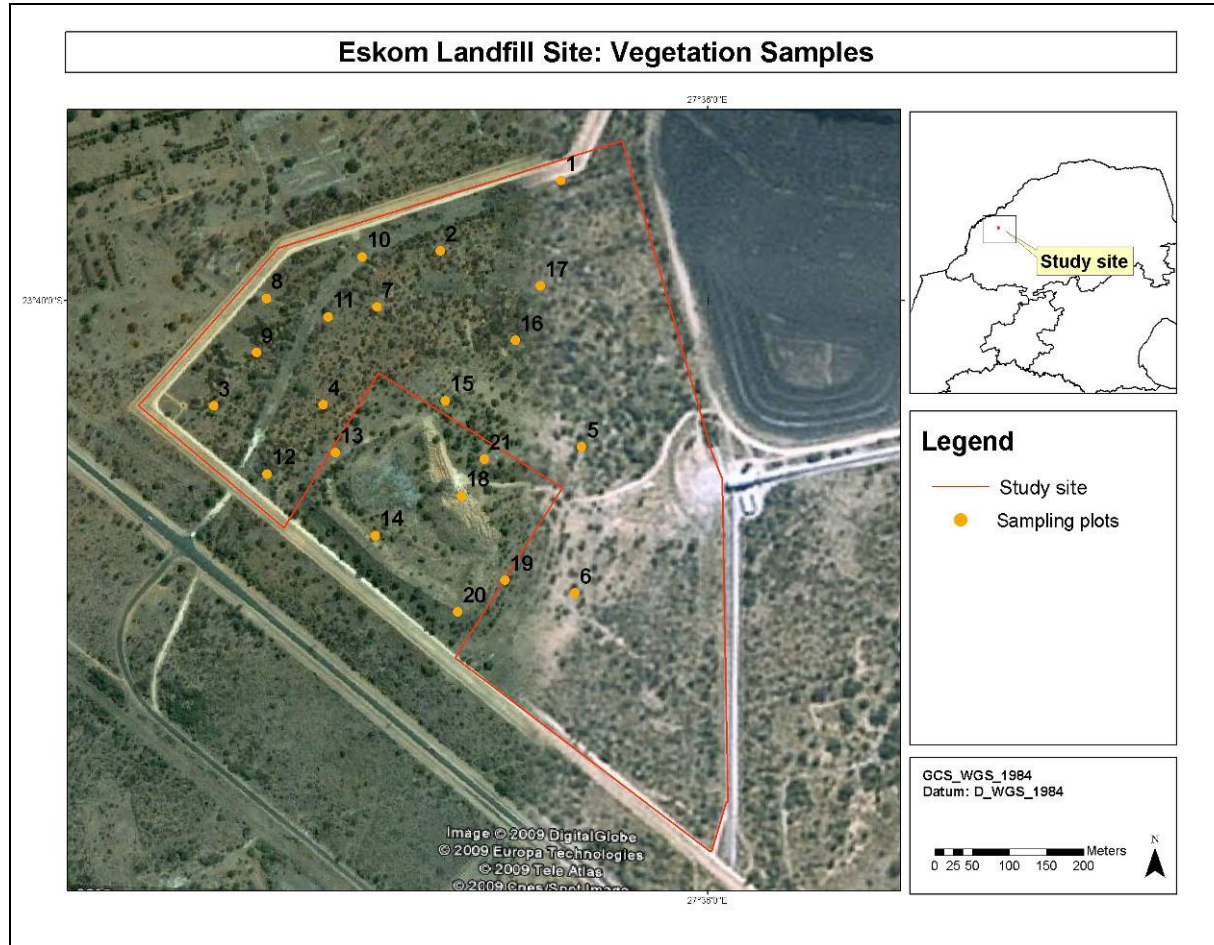 Eskom Landfill Site: Vegetation Samples
27°36'0"E
23°40'0"S
1
2
10
17
8
7
11
16
9
3
4
15
13
5
21
12
18
14
19
6
20
Study site
Legend
Study site
Sampling plots
GCS_WGS_1984
Datum: D_WGS_1984
Meters
0 25 50 100 150 200
N
Image © 2009 DigitalGlobe
© 2009 Europa Technologies
© 2009 Tele Atlas
© 2009 Cnes/Spot Image
27°36'0"E